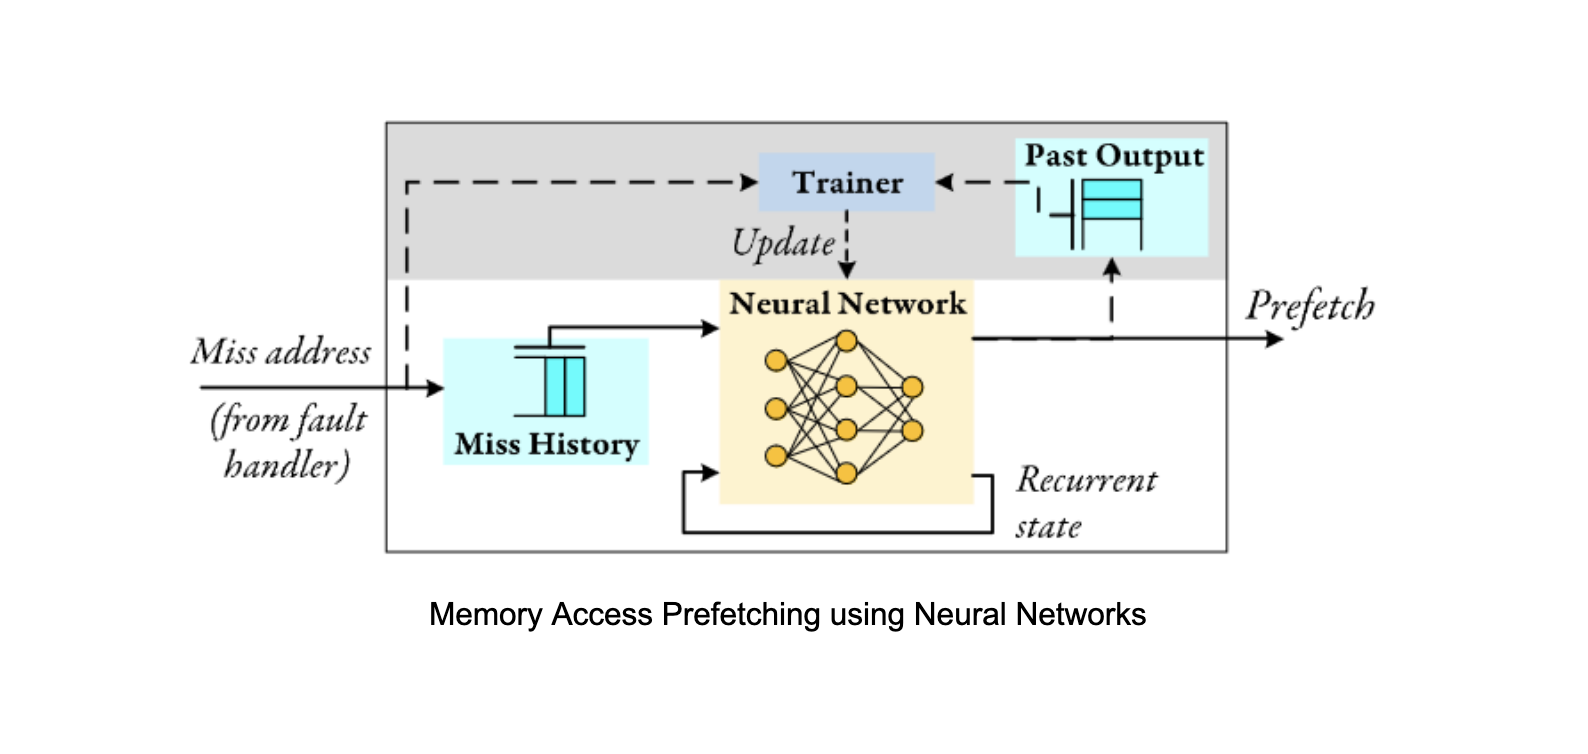 Past Output
Trainer
Update
Neural Network
Prefetch
Miss address
(from fault
handler)
Miss History
Recurrent
state
Memory Access Prefetching using Neural Networks